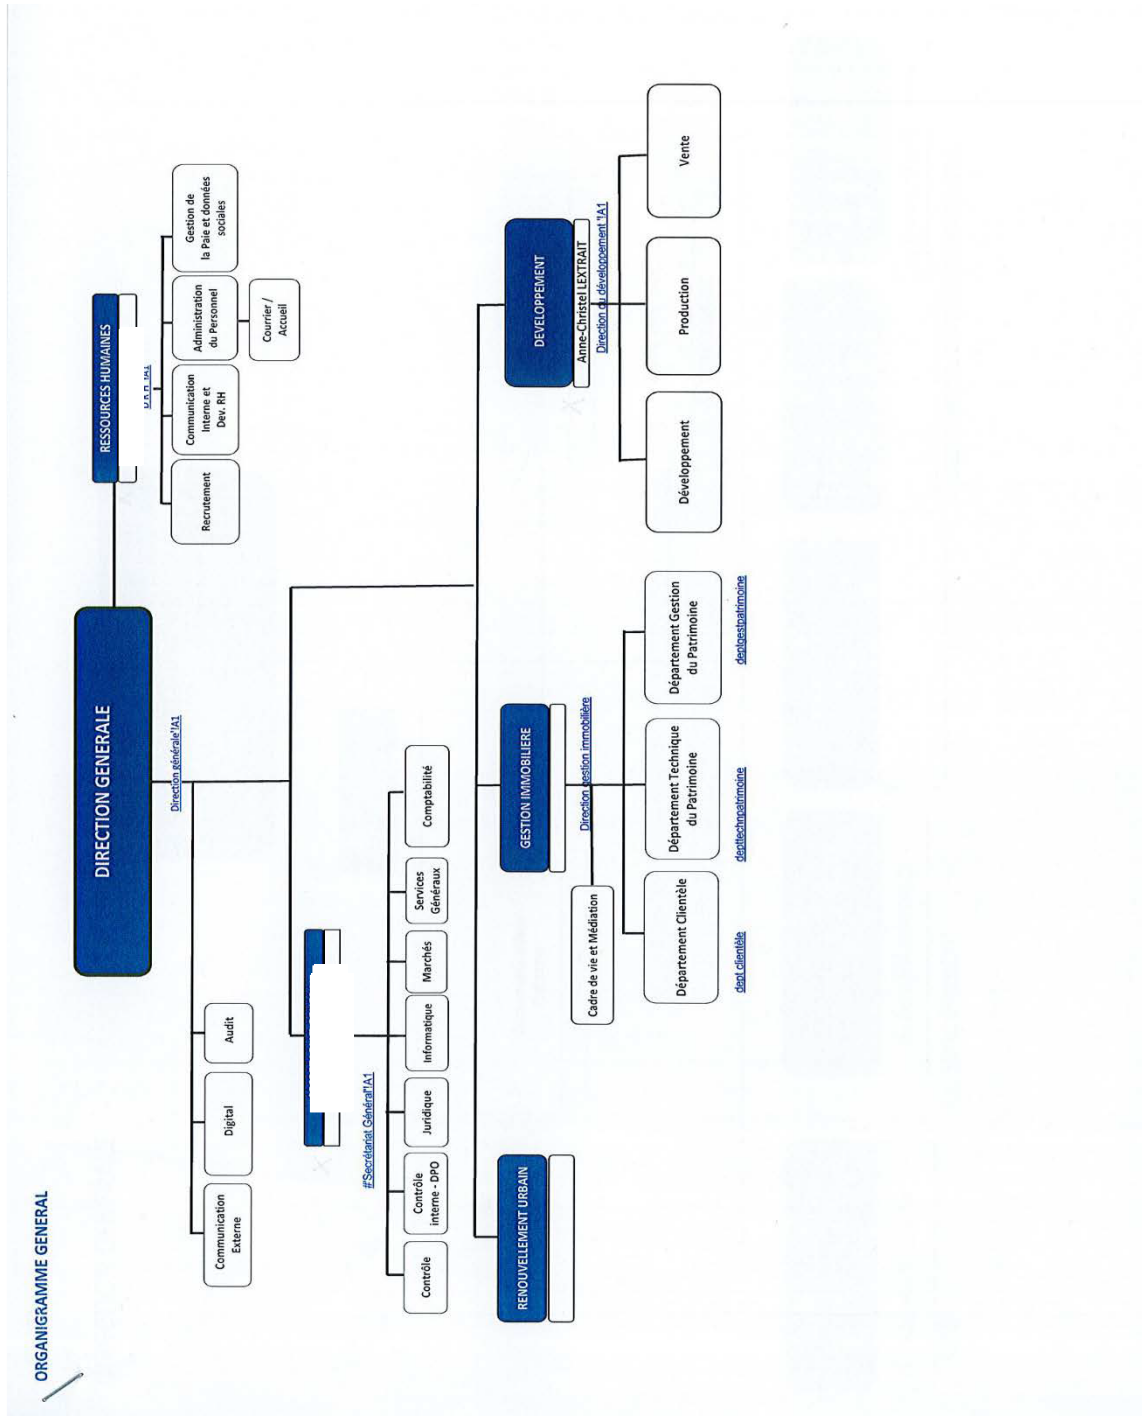 ORGANIGRAMME GENERAL
DIRECTION GENERALE
Direction générale'!A1
RESSOURCES HUMAINES
Recrutement
Communication
Interne et
Dev. RH
Administration
du Personnel
Gestion de
la Paie et données
sociales
Courrier /
Accueil
Communication
Externe
Digital
Audit
#'Secrétariat Général'!A1
Contrôle
Contrôle
interne - DPO
Juridique
Informatique
Marchés
Services
Généraux
Comptabilité
RENOUVELLEMENT URBAIN
GESTION IMMOBILIERE
Direction gestion immobilière
Cadre de vie et Médiation
Département Clientèle
Département Technique
du Patrimoine
Département Gestion
du Patrimoine
dept clientèle
depttechnpatrimoine
deptgestpatrimoine
DEVELOPPEMENT
Anne-Christel LEXTRAIT
Direction du développement '!A1
Développement
Production
Vente